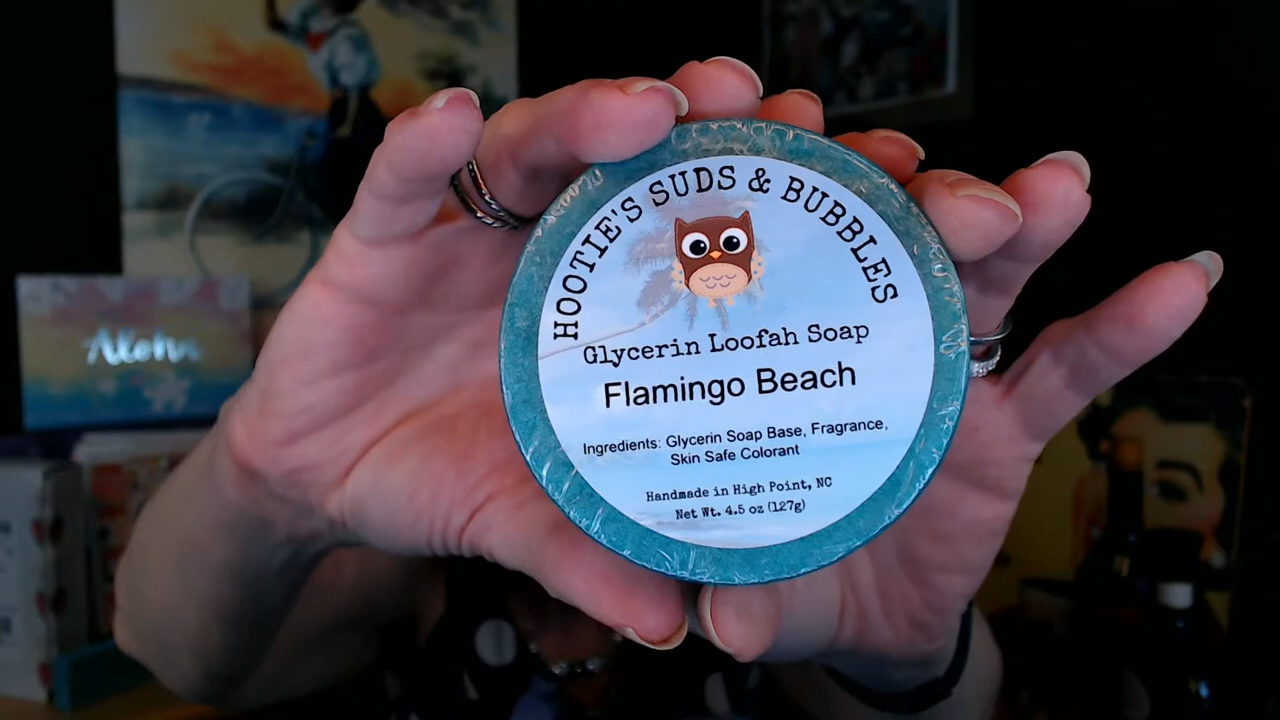 HOOTIE'S SUDS & BUBBLES
Glycerin Loofah Soap
Flamingo Beach
Ingredients: Glycerin Soap Base, Fragrance,
Skin Safe Colorant
Handmade in High Point, NC
Net Wt. 4.5 oz (127g)
Aloha